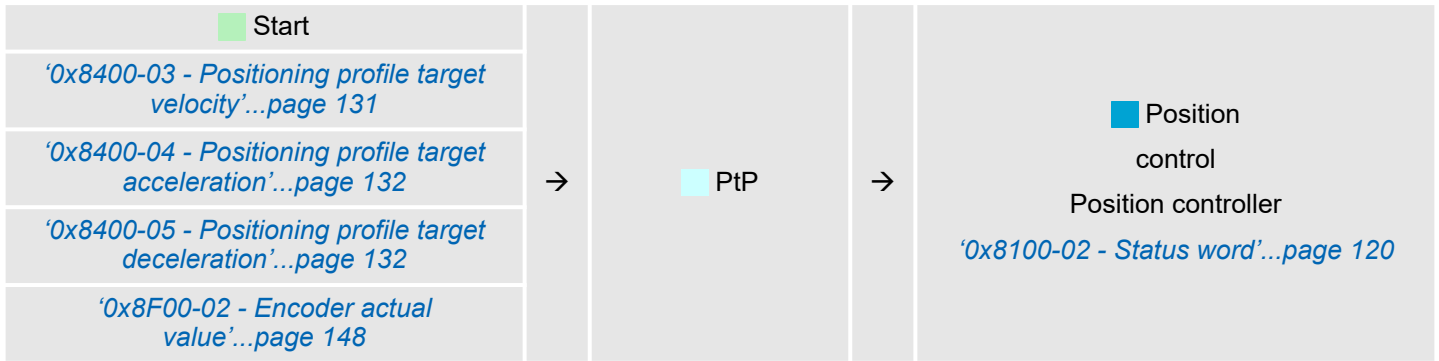 Start
‘0x8400-03 - Positioning profile target
velocity’...page 131
‘0x8400-04 - Positioning profile target
acceleration’...page 132
‘0x8400-05 - Positioning profile target
deceleration’...page 132
‘0x8F00-02 - Encoder actual
value’...page 148
→
PtP
→
Position
control
Position controller
‘0x8100-02 - Status word’...page 120